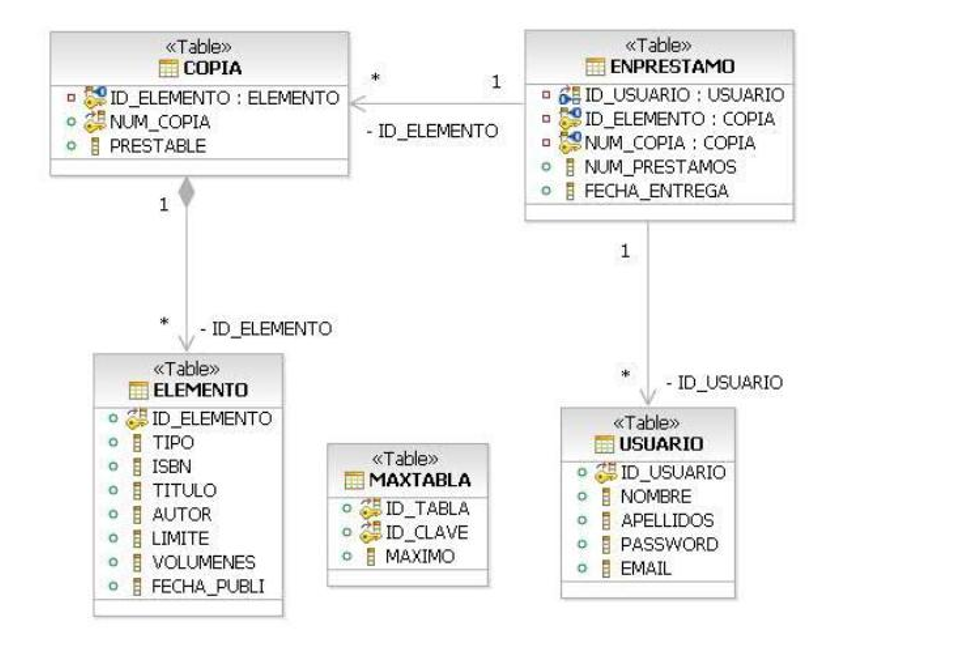 «Table»
COPIA
ID_ELEMENTO : ELEMENTO
NUM_COPIA
PRESTABLE
*
1
- ID_ELEMENTO
«Table»
ENPRESTAMO
ID_USUARIO : USUARIO
ID_ELEMENTO : COPIA
NUM_COPIA : COPIA
NUM_PRESTAMOS
FECHA_ENTREGA
1
*
- ID_ELEMENTO
1
*
- ID_USUARIO
«Table»
ELEMENTO
ID_ELEMENTO
TIPO
ISBN
TITULO
AUTOR
LIMITE
VOLUMENES
FECHA_PUBLI
«Table»
MAXTABLA
ID_TABLA
ID_CLAVE
MAXIMO
«Table»
USUARIO
ID_USUARIO
NOMBRE
APELLIDOS
PASSWORD
EMAIL